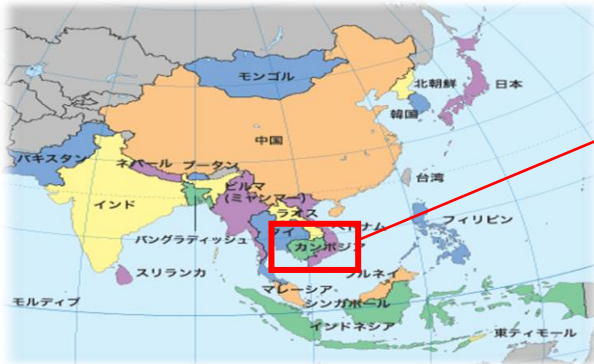 モンゴル
北朝鮮
日本
韓国
中国
パキスタン
ネパール
ブータン
台湾
ビルマ
(ミャンマー)
インド
ラオス
トナム
フィリピン
タイ
バングラディッシュ
カンボジア
スリランカ
ブルネイ
マレーシア
モルディブ
シンガポール
インドネシア
東ティモール